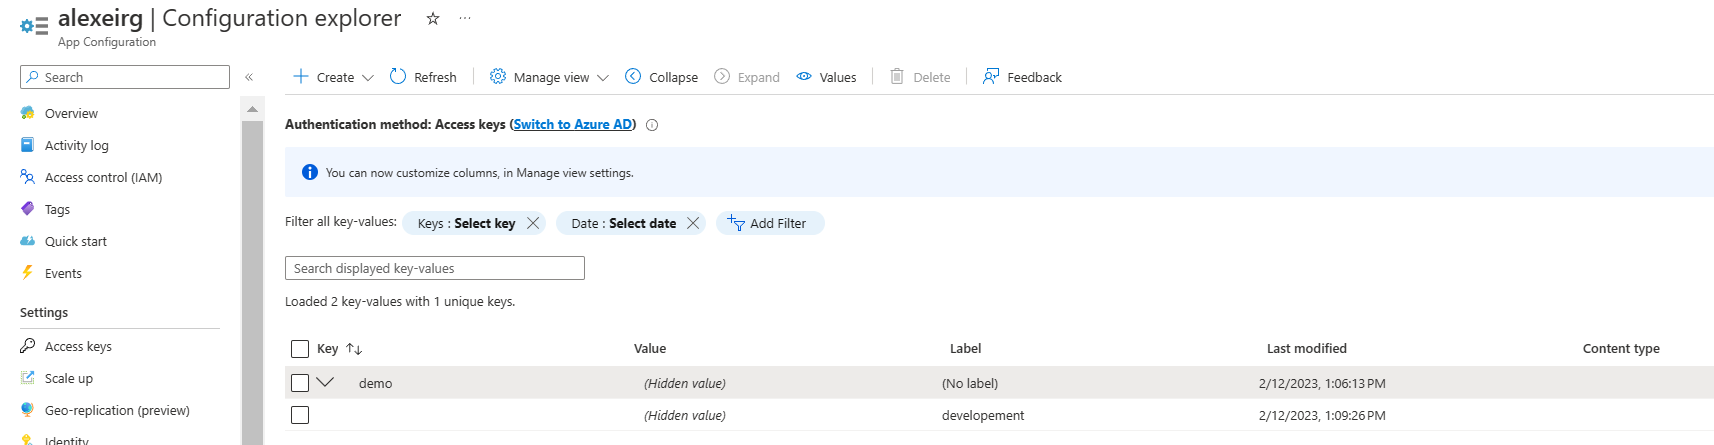 alexeirg | Configuration explorer
App Configuration
Search
Overview
Activity log
Access control (IAM)
Tags
Quick start
Events
Settings
Access keys
Scale up
Geo-replication (preview)
Identity
Create Refresh Manage view Collapse Expand Values Delete Feedback
Authentication method: Access keys (Switch to Azure AD)
You can now customize columns, in Manage view settings.
Filter all key-values: Keys : Select key Date : Select date Add Filter
Search displayed key-values
Loaded 2 key-values with 1 unique keys.
Key Value Label Last modified Content type
demo (Hidden value) (No label) 2/12/2023, 1:06:13 PM
(Hidden value) developement 2/12/2023, 1:09:26 PM